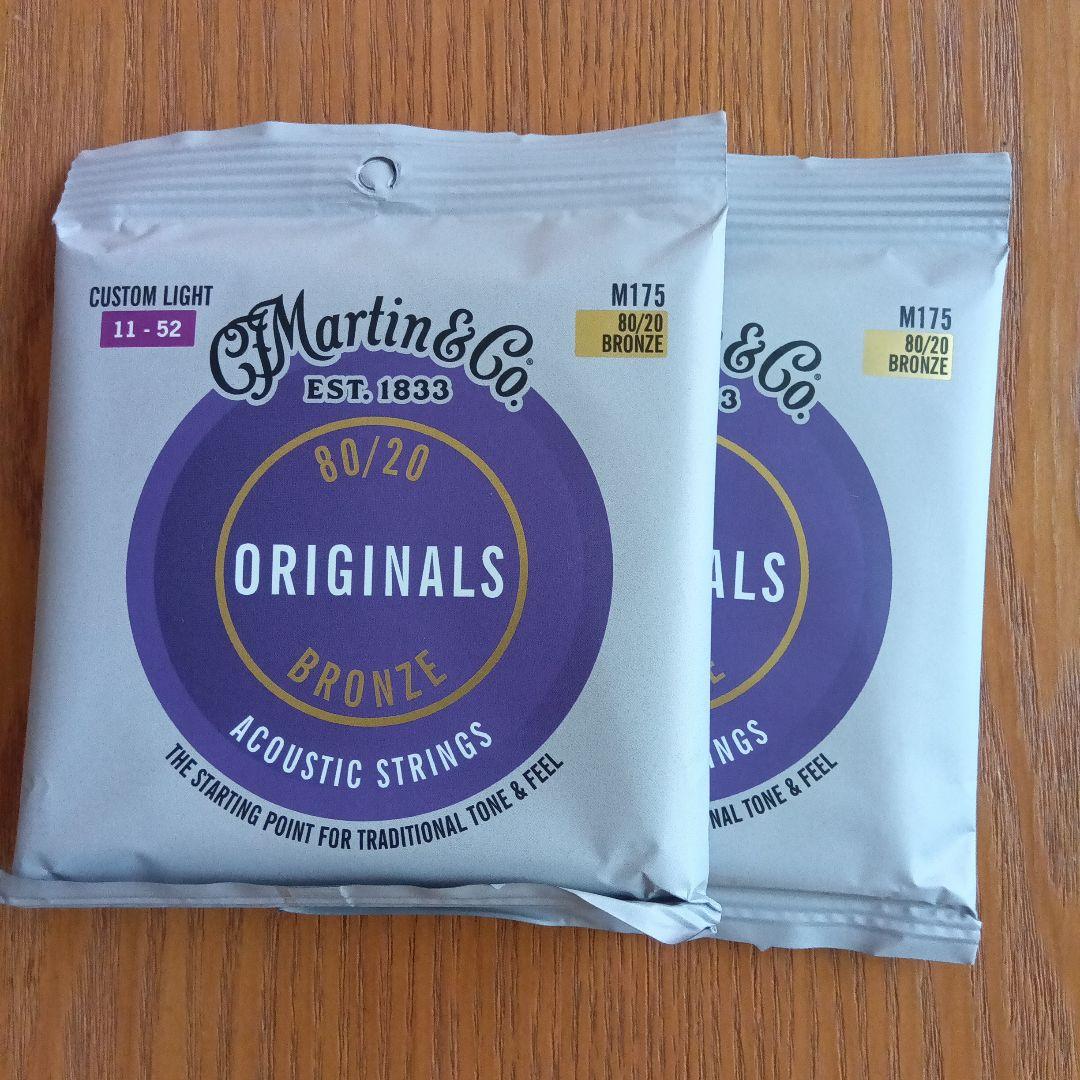 CUSTOM LIGHT
11 - 52
CFMartin & Co.®
EST. 1833
M175
80/20
BRONZE
80/20
ORIGINALS
BRONZE
ACOUSTIC STRINGS
THE STARTING POINT FOR TRADITIONAL TONE & FEEL
& Co.®
3
M175
80/20
BRONZE
ALS
E
NGS
NAL TONE & FEEL